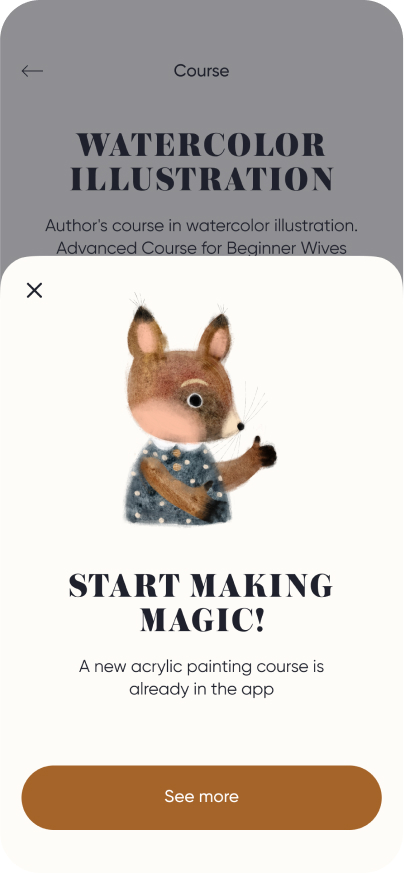 Course
WATERCOLOR
ILLUSTRATION
Author's course in watercolor illustration.
Advanced Course for Beginner Wives
START MAKING
MAGIC!
A new acrylic painting course is
already in the app
See more